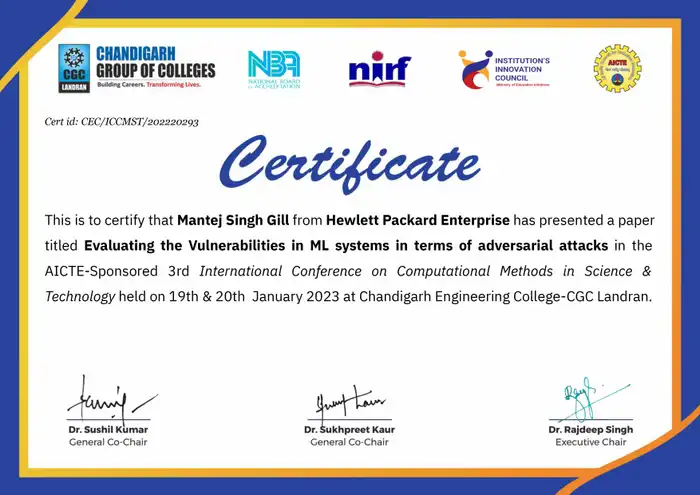 CGC
LANDRAN
CHANDIGARH
GROUP OF COLLEGES
Building Careers. Transforming Lives.
NBA
NATIONAL BOARD
of ACCREDITATION
nirf
INSTITUTION'S
INNOVATION
COUNCIL
(Ministry of Education Initiative)
AICTE
Cert id: CEC/ICCMST/202220293
Certificate
This is to certify that Mantej Singh Gill from Hewlett Packard Enterprise has presented a paper
titled Evaluating the Vulnerabilities in ML systems in terms of adversarial attacks in the
AICTE-Sponsored 3rd International Conference on Computational Methods in Science &
Technology held on 19th & 20th January 2023 at Chandigarh Engineering College-CGC Landran.
Dr. Sushil Kumar
General Co-Chair
Dr. Sukhpreet Kaur
General Co-Chair
Dr. Rajdeep Singh
Executive Chair